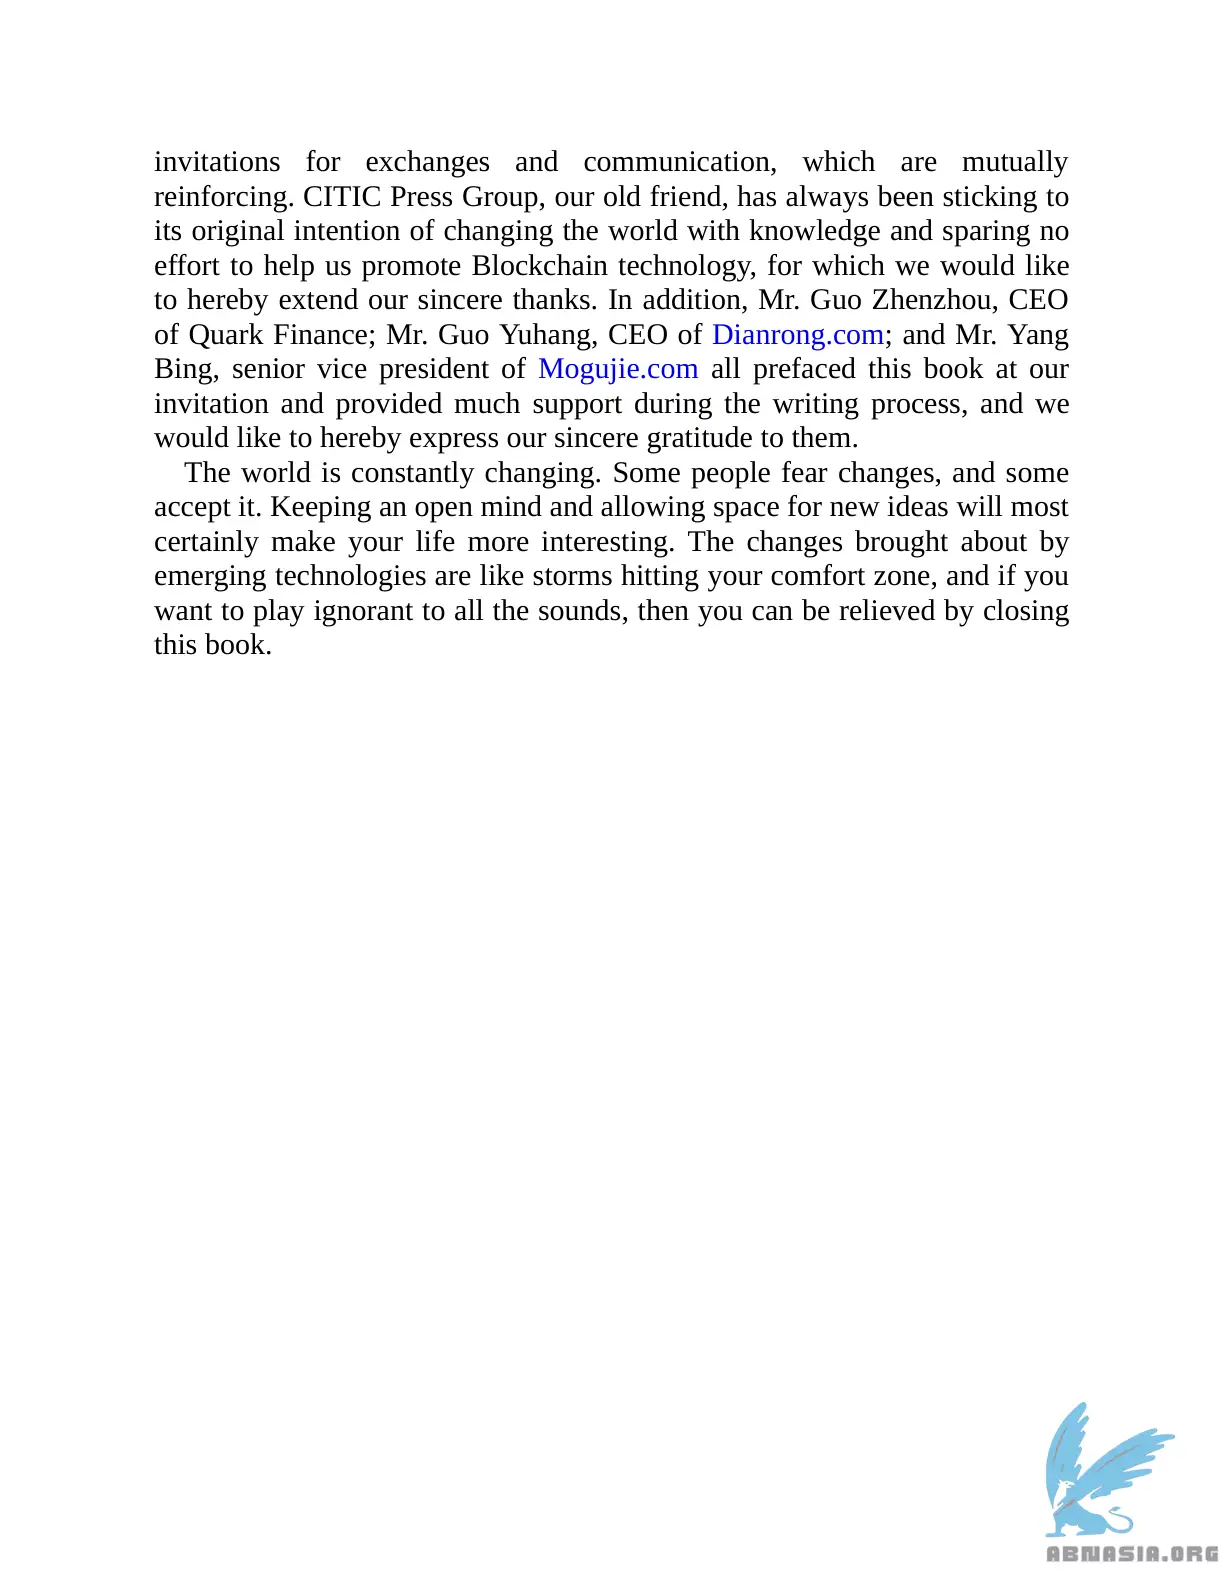 invitations for exchanges and communication, which are mutually
reinforcing. CITIC Press Group, our old friend, has always been sticking to
its original intention of changing the world with knowledge and sparing no
effort to help us promote Blockchain technology, for which we would like
to hereby extend our sincere thanks. In addition, Mr. Guo Zhenzhou, CEO
of Quark Finance; Mr. Guo Yuhang, CEO of Dianrong.com; and Mr. Yang
Bing, senior vice president of Mogujie.com all prefaced this book at our
invitation and provided much support during the writing process, and we
would like to hereby express our sincere gratitude to them.
The world is constantly changing. Some people fear changes, and some
accept it. Keeping an open mind and allowing space for new ideas will most
certainly make your life more interesting. The changes brought about by
emerging technologies are like storms hitting your comfort zone, and if you
want to play ignorant to all the sounds, then you can be relieved by closing
this book.
ABNASIA.ORG